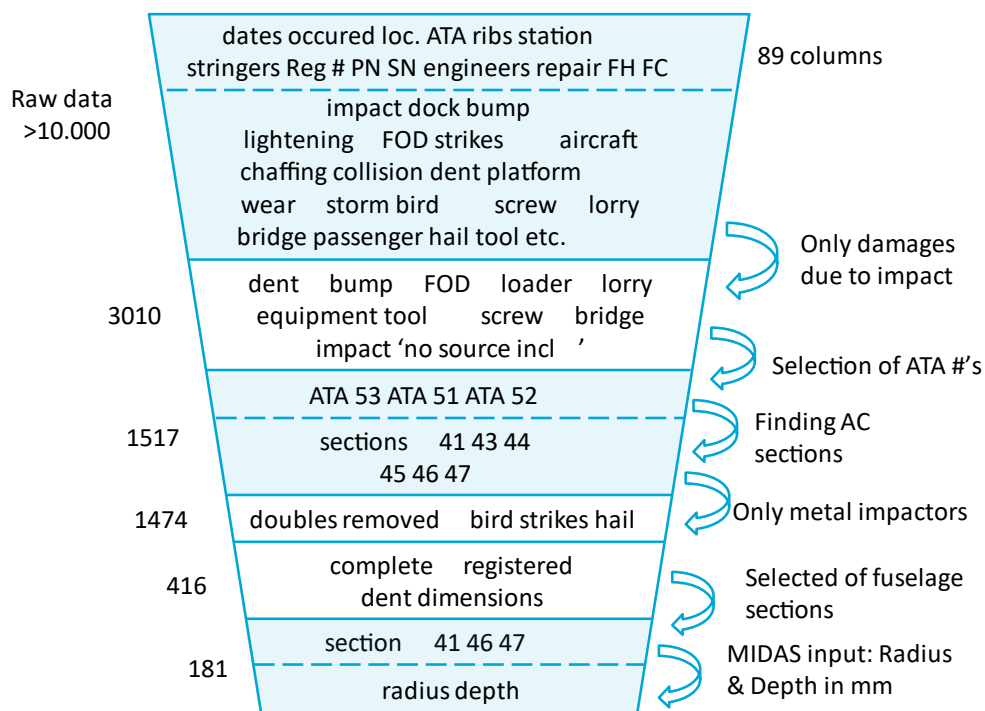 dates occured loc. ATA ribs station
stringers Reg # PN SN engineers repair FH FC
89 columns
Raw data
>10.000
impact dock bump
lightening FOD strikes aircraft
chaffing collision dent platform
wear storm bird screw lorry
bridge passenger hail tool etc.
Only damages
due to impact
3010
dent bump FOD loader lorry
equipment tool screw bridge
impact ‘no source incl ’
Selection of ATA #'s
ATA 53 ATA 51 ATA 52
1517
sections 41 43 44
45 46 47
Finding AC
sections
1474
doubles removed bird strikes hail
Only metal impactors
416
complete registered
dent dimensions
Selected of fuselage
sections
181
section 41 46 47
radius depth
MIDAS input: Radius
& Depth in mm